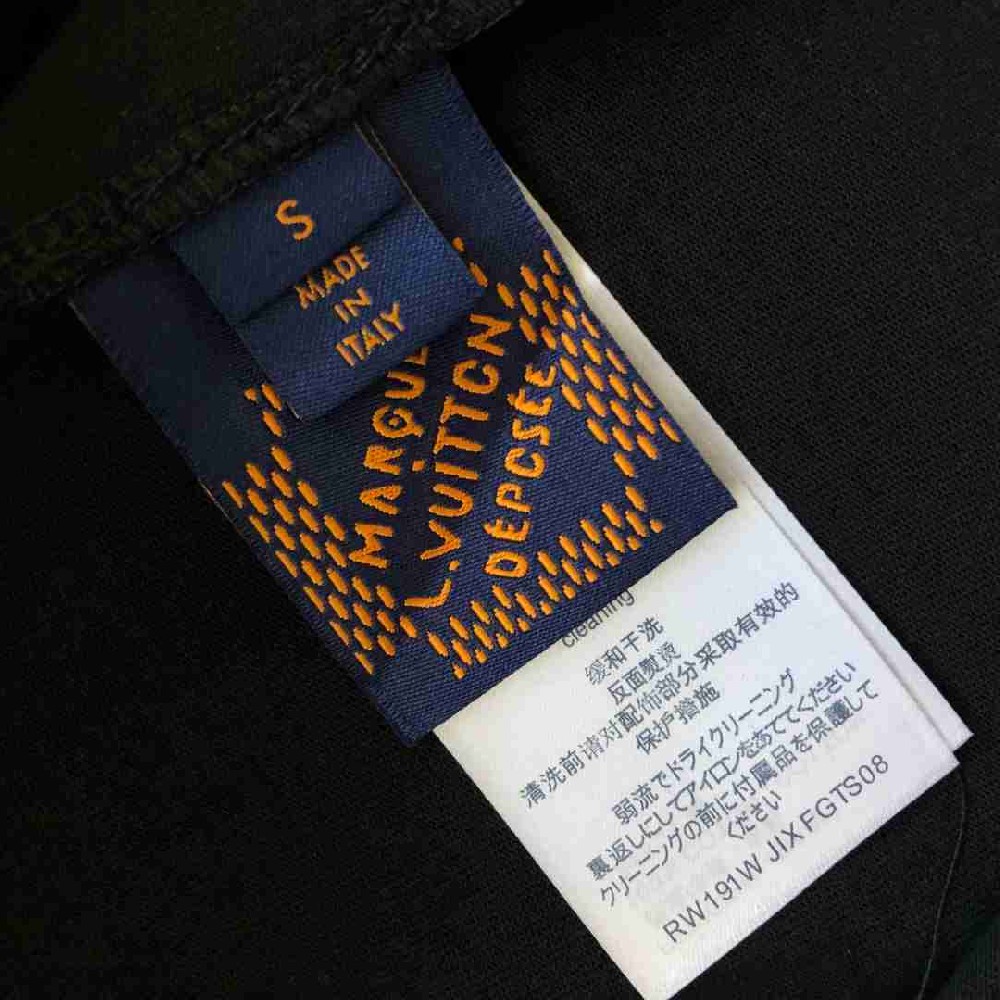 S
MADE
IN
ITALY
MARQUE
L.VUITTON
DÉPOSÉE
cleaning
缓和干洗
反面熨烫
清洗前请对配饰部分采取有效的
保护措施
弱流でドライクリーニング
裏返しにしてアイロンをあててください
クリーニングの前に付属品を保護して
ください
RW191W JIX FGTS08